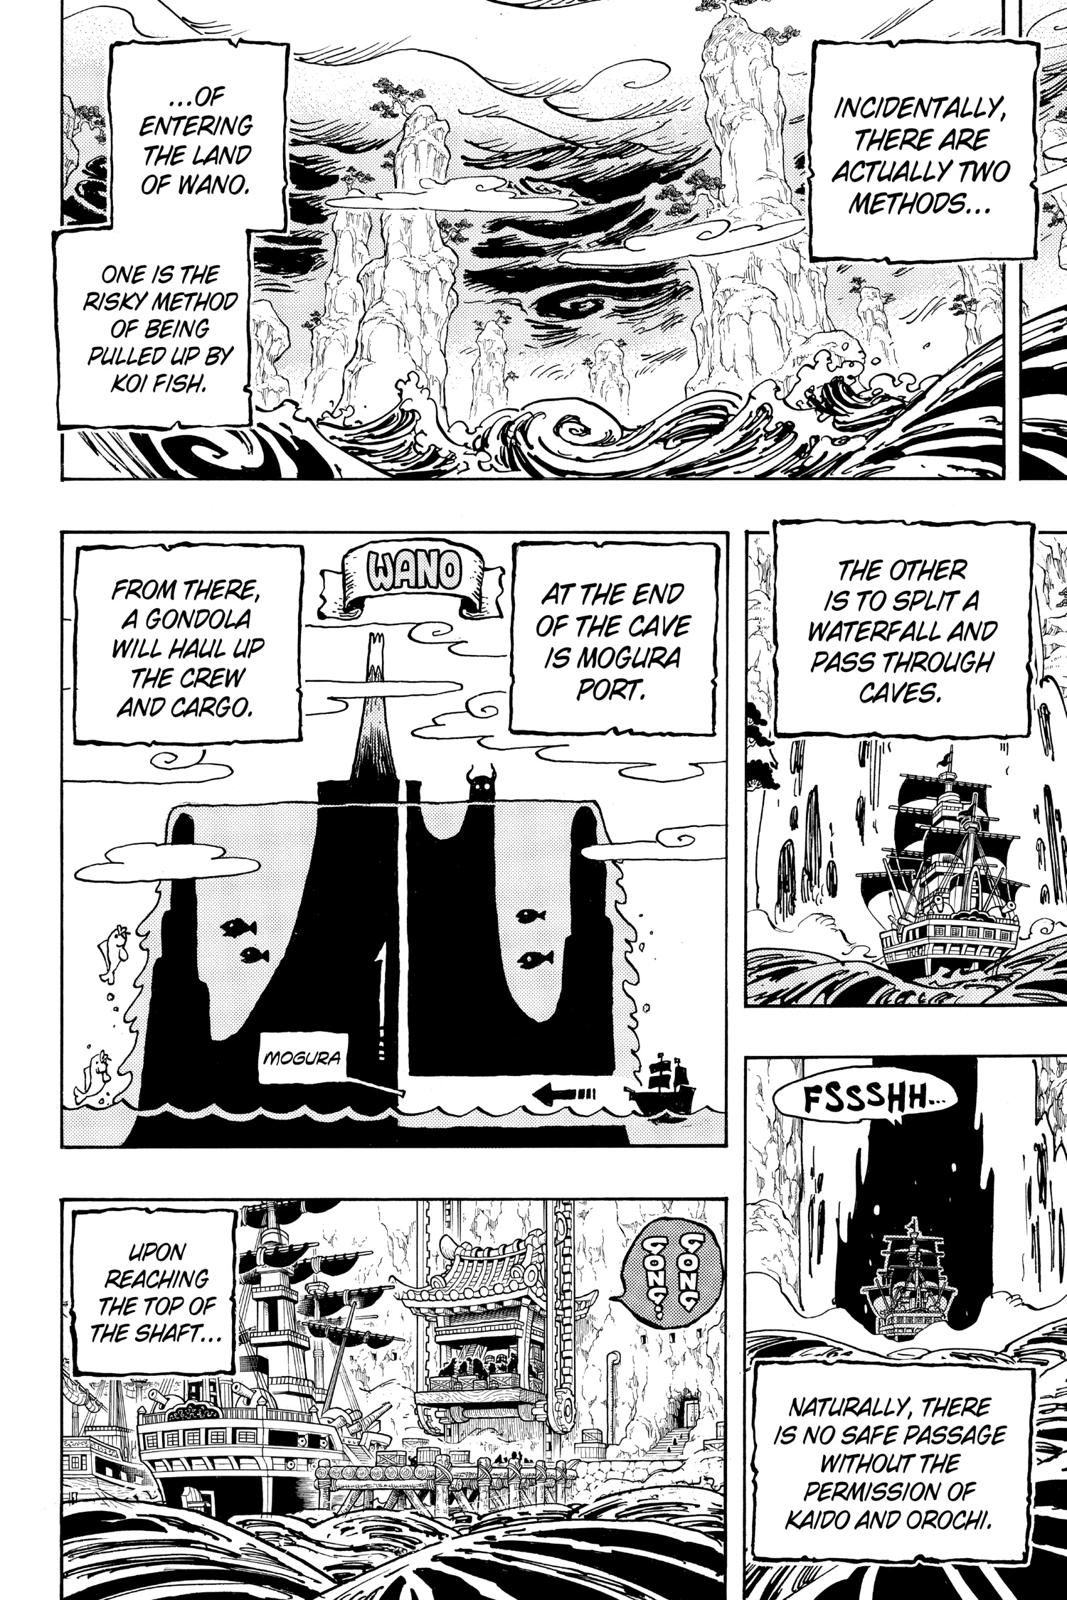 INCIDENTALLY,
THERE ARE
ACTUALLY TWO
METHODS...
...OF
ENTERING
THE LAND
OF WANO.
ONE IS THE
RISKY METHOD
OF BEING
PULLED UP BY
KOI FISH.
THE OTHER
IS TO SPLIT A
WATERFALL AND
PASS THROUGH
CAVES.
FSSSHH...
NATURALLY, THERE
IS NO SAFE PASSAGE
WITHOUT THE
PERMISSION OF
KAIDO AND OROCHI.
WANO
AT THE END
OF THE CAVE
IS MOGURA
PORT.
FROM THERE,
A GONDOLA
WILL HAUL UP
THE CREW
AND CARGO.
MOGURA
GONG
GONG...
UPON
REACHING
THE TOP OF
THE SHAFT...